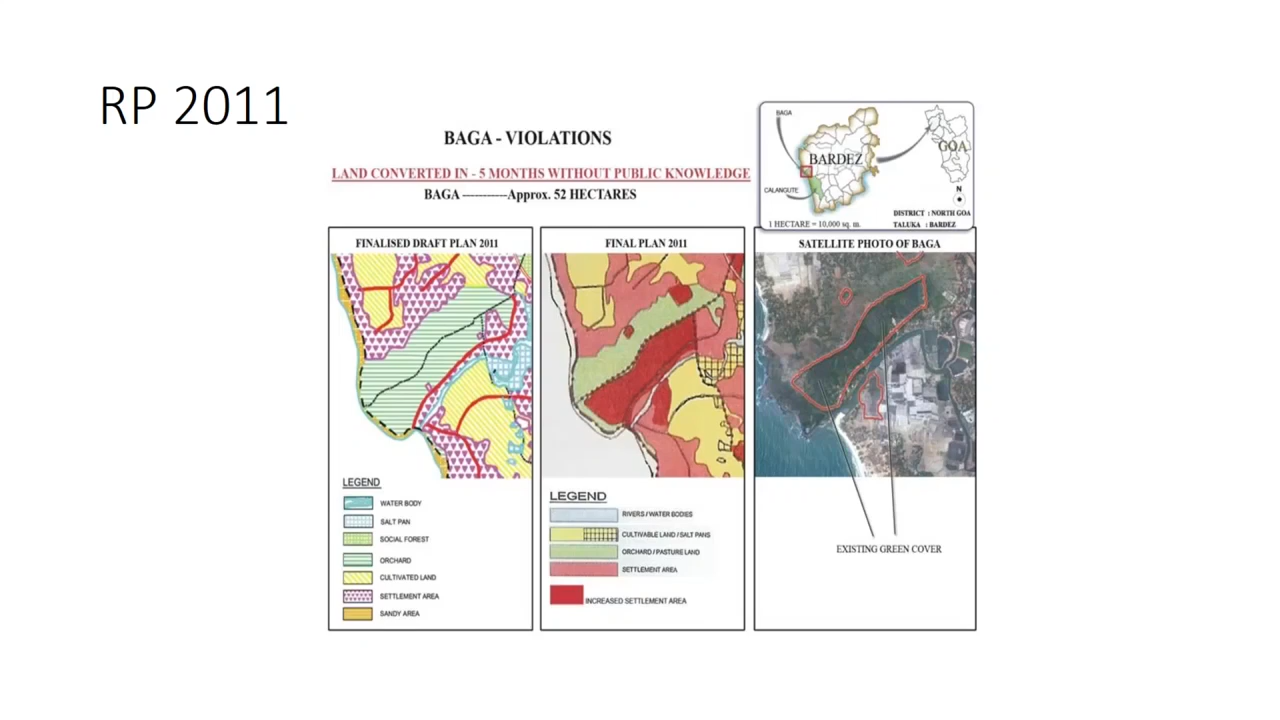 RP 2011
BAGA - VIOLATIONS
LAND CONVERTED IN - 5 MONTHS WITHOUT PUBLIC KNOWLEDGE
BAGA ----------Approx. 52 HECTARES
BAGA
BARDEZ
GOA
CALANGUTE
N
DISTRICT : NORTH GOA
1 HECTARE = 10,000 sq. m.
TALUKA : BARDEZ
FINALISED DRAFT PLAN 2011
LEGEND
WATER BODY
SALT PAN
SOCIAL FOREST
ORCHARD
CULTIVATED LAND
SETTLEMENT AREA
SANDY AREA
FINAL PLAN 2011
LEGEND
RIVERS / WATER BODIES
CULTIVABLE LAND / SALT PANS
ORCHARD / PASTURE LAND
SETTLEMENT AREA
INCREASED SETTLEMENT AREA
SATELLITE PHOTO OF BAGA
EXISTING GREEN COVER